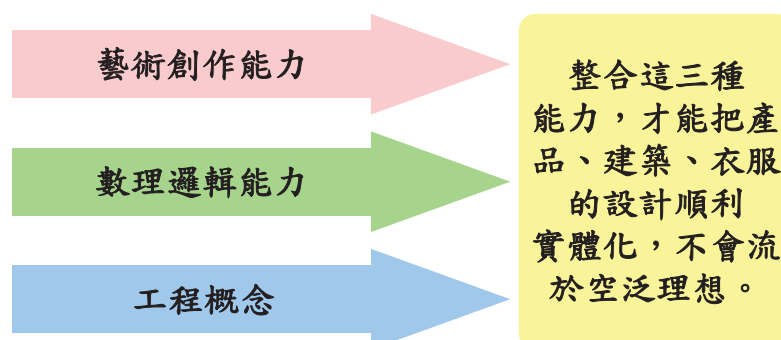 藝術創作能力
數理邏輯能力
工程概念
整合這三種
能力，才能把產
品、建築、衣服
的設計順利
實體化，不會流
於空泛理想。